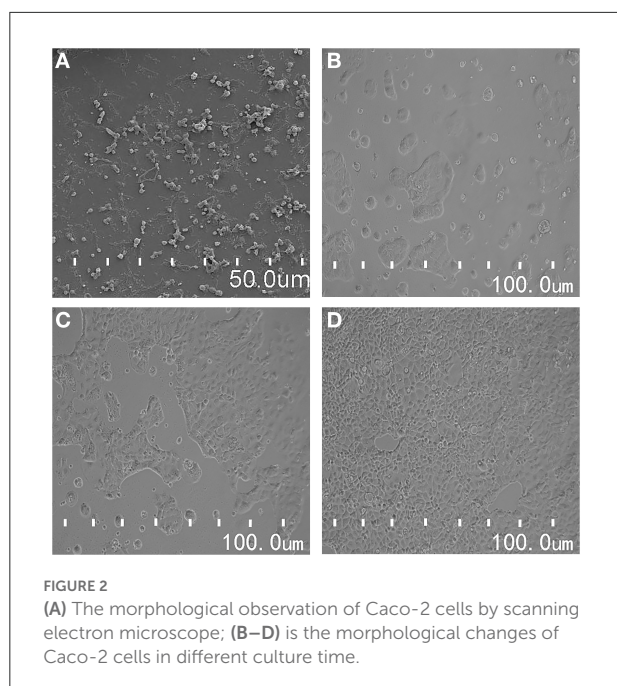 A
50.0um
B
100.0um
C
100.0um
D
100.0um
FIGURE 2
(A) The morphological observation of Caco-2 cells by scanning
electron microscope; (B–D) is the morphological changes of
Caco-2 cells in different culture time.